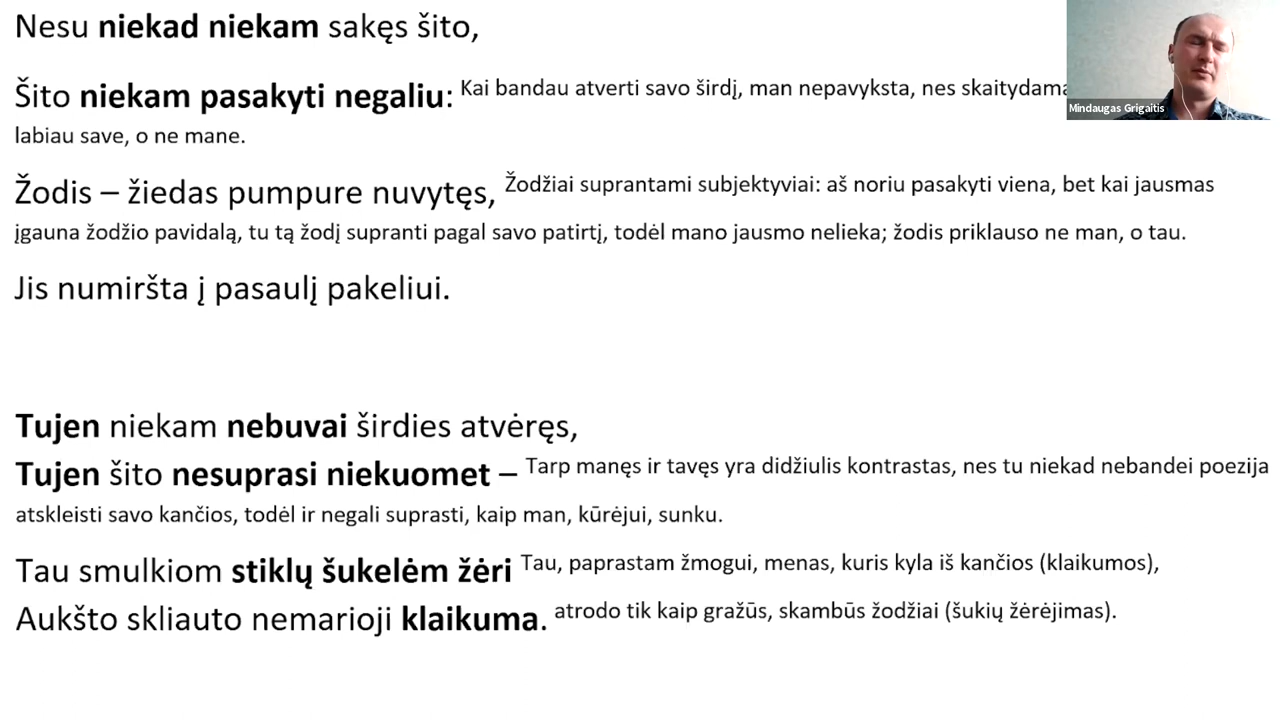 Nesu niekad niekam sakęs šito,
Šito niekam pasakyti negaliu: Kai bandau atverti savo širdį, man nepavyksta, nes skaitydama
labiau save, o ne mane.
Mindaugas Grigaitis
Žodis – žiedas pumpure nuvytęs, Žodžiai suprantami subjektyviai: aš noriu pasakyti viena, bet kai jausmas
įgauna žodžio pavidalą, tu tą žodį supranti pagal savo patirtį, todėl mano jausmo nelieka; žodis priklauso ne man, o tau.
Jis numiršta į pasaulį pakeliui.
Tujen niekam nebuvai širdies atvėręs,
Tujen šito nesuprasi niekuomet – Tarp manęs ir tavęs yra didžiulis kontrastas, nes tu niekad nebandei poezija
atskleisti savo kančios, todėl ir negali suprasti, kaip man, kūrėjui, sunku.
Tau smulkiom stiklų šukelėm žėri Tau, paprastam žmogui, menas, kuris kyla iš kančios (klaikumos),
Aukšto skliauto nemarioji klaikuma. atrodo tik kaip gražūs, skambūs žodžiai (šukių žėrėjimas).